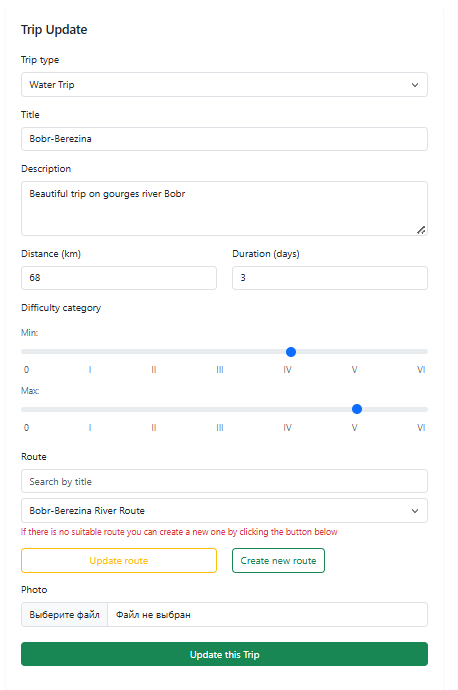 Trip Update
Trip type
Water Trip
Title
Bobr-Berezina
Description
Beautiful trip on gourges river Bobr
Distance (km) Duration (days)
68 3
Difficulty category
Min:
0 I II III IV V VI
Max:
0 I II III IV V VI
Route
Search by title
Bobr-Berezina River Route
If there is no suitable route you can create a new one by clicking the button below
Update route Create new route
Photo
Выберите файл Файл не выбран
Update this Trip